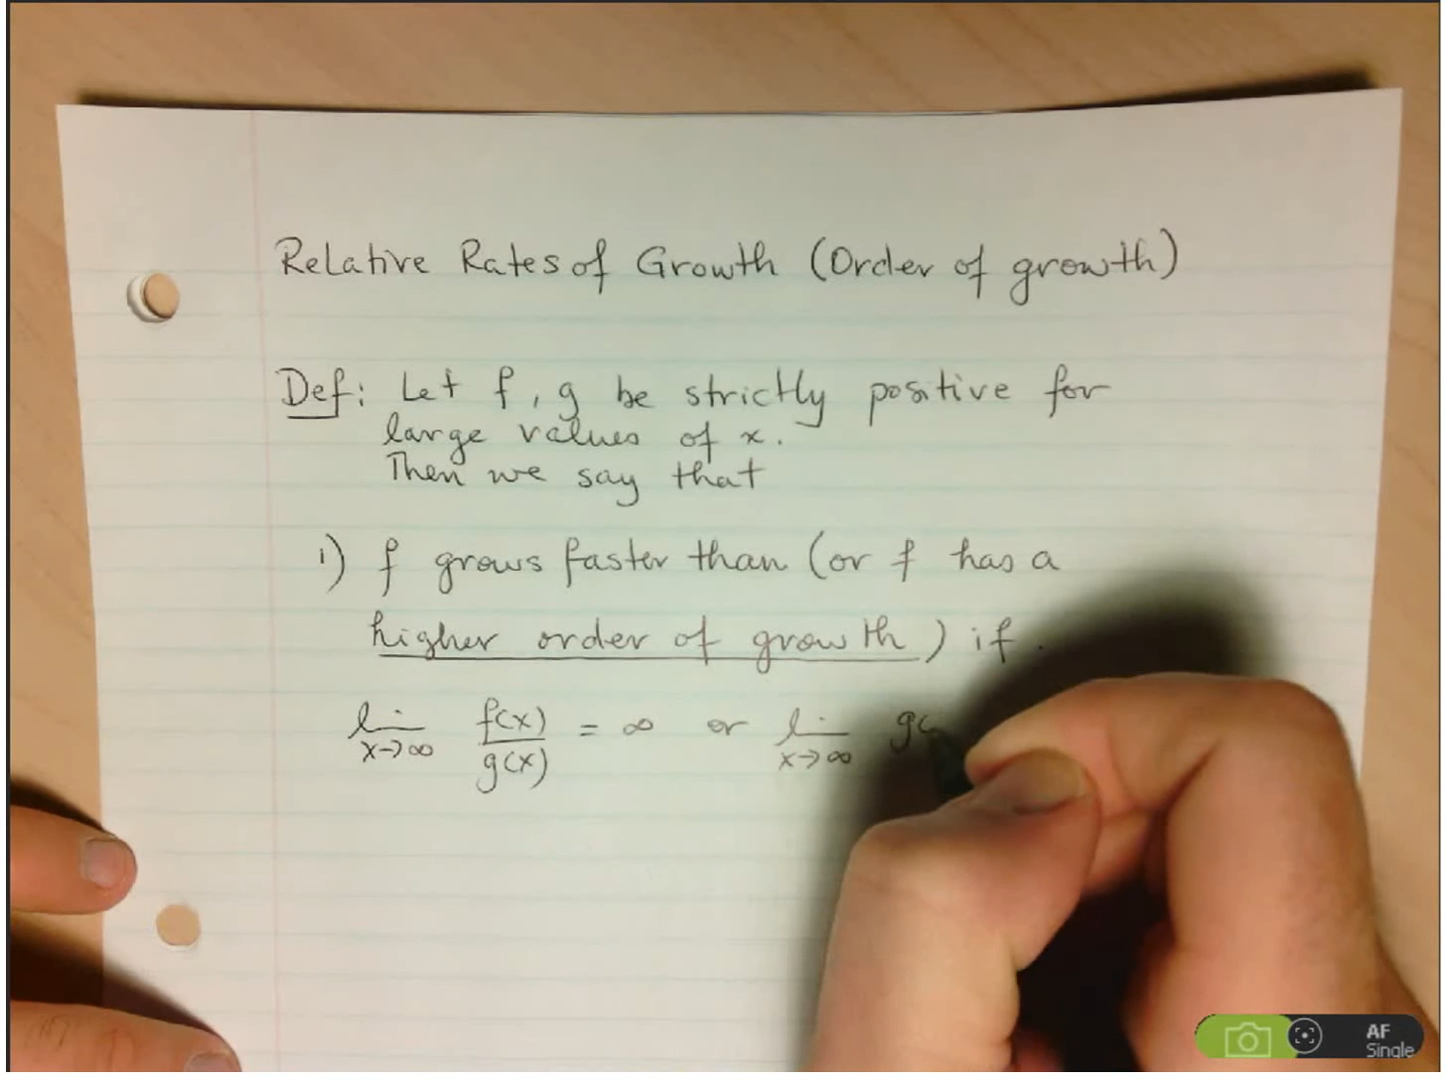 Relative Rates of Growth (Order of growth)
Def: Let f, g be strictly positive for
large values of x.
Then we say that
1) f grows faster than (or f has a
higher order of growth) if
lim x→∞ f(x)/g(x) = ∞ or lim x→∞ g(
AF
Single